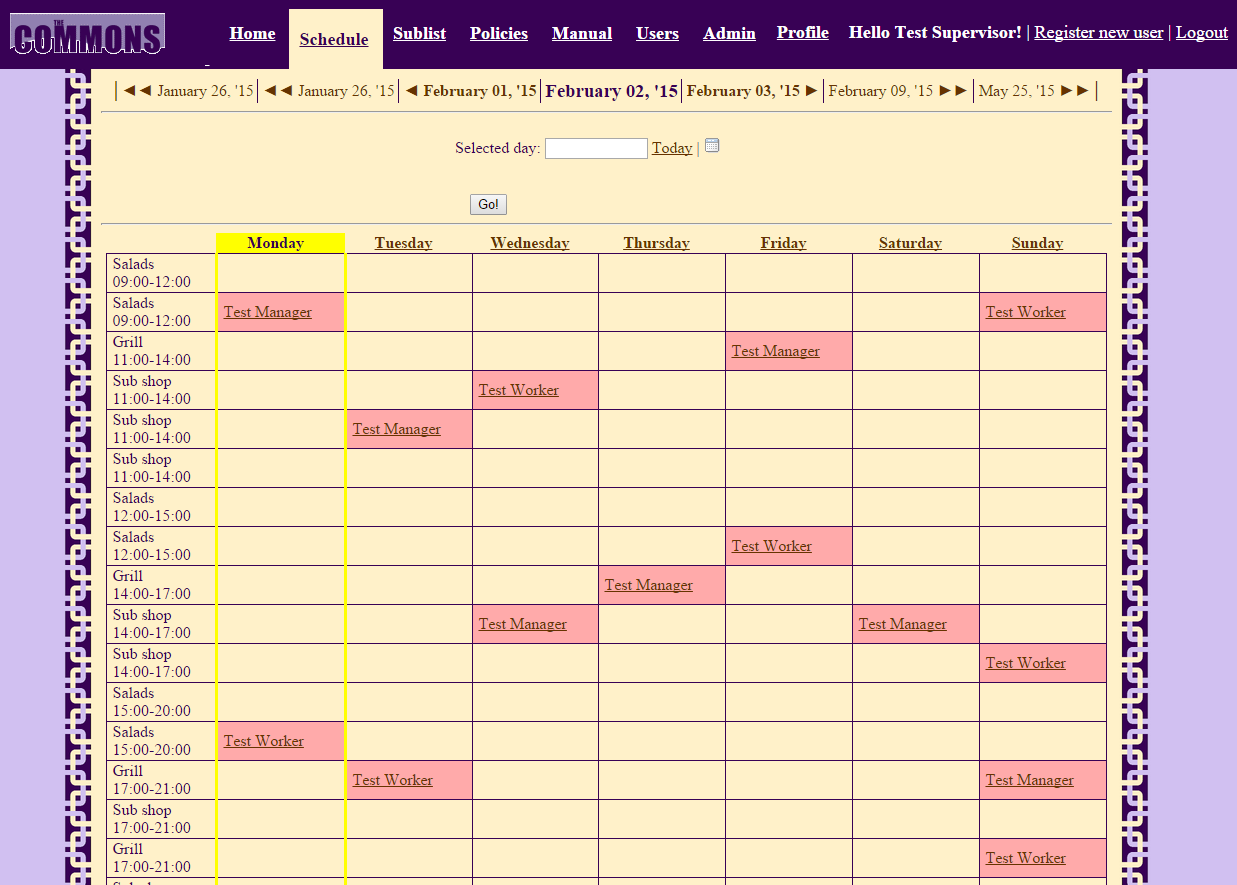 THE
COMMONS
Home Schedule Sublist Policies Manual Users Admin Profile Hello Test Supervisor! | Register new user | Logout
| ◄◄ January 26, '15 | ◄◄ January 26, '15 | ◄ February 01, '15 | February 02, '15 | February 03, '15 ► | February 09, '15 ►► | May 25, '15 ►► |
Selected day: Today |
Go!
Monday Tuesday Wednesday Thursday Friday Saturday Sunday
Salads
09:00-12:00
Salads
09:00-12:00
Test Manager Test Worker
Grill
11:00-14:00
Test Manager
Sub shop
11:00-14:00
Test Worker
Sub shop
11:00-14:00
Test Manager
Sub shop
11:00-14:00
Salads
12:00-15:00
Salads
12:00-15:00
Test Worker
Grill
14:00-17:00
Test Manager
Sub shop
14:00-17:00
Test Manager Test Manager
Sub shop
14:00-17:00
Test Worker
Salads
15:00-20:00
Salads
15:00-20:00
Test Worker
Grill
17:00-21:00
Test Worker Test Manager
Sub shop
17:00-21:00
Grill
17:00-21:00
Test Worker